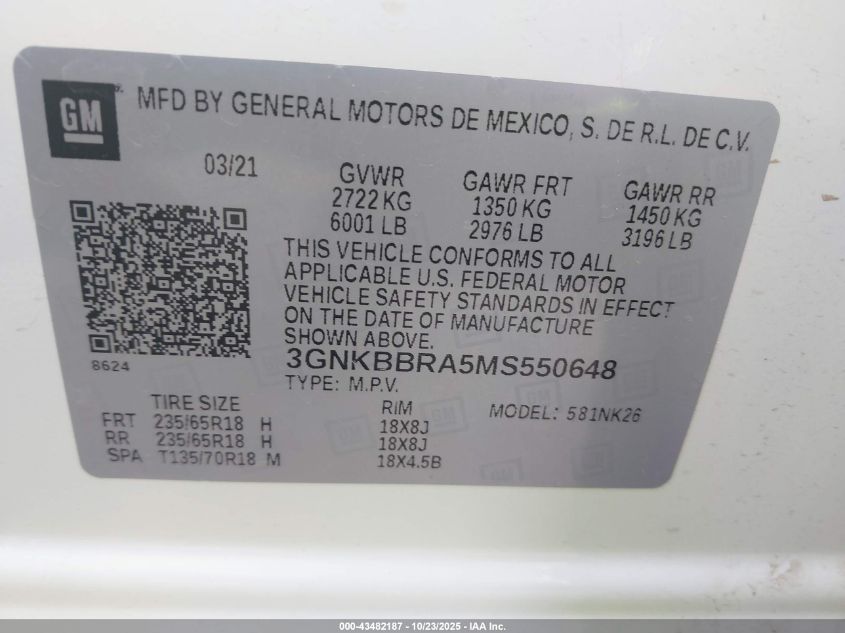 GM
MFD BY GENERAL MOTORS DE MEXICO, S. DE R.L. DE C.V.
03/21
GVWR
2722 KG
6001 LB
GAWR FRT
1350 KG
2976 LB
GAWR RR
1450 KG
3196 LB
THIS VEHICLE CONFORMS TO ALL
APPLICABLE U.S. FEDERAL MOTOR
VEHICLE SAFETY STANDARDS IN EFFECT
ON THE DATE OF MANUFACTURE
SHOWN ABOVE.
8624
3GNKBBRA5MS550648
TYPE: M.P.V.
TIRE SIZE
RIM
MODEL: 581NK26
FRT 235/65R18 H 18X8J
RR 235/65R18 H 18X8J
SPA T135/70R18 M 18X4.5B
000-43482187 - 10/23/2025 - IAA Inc.